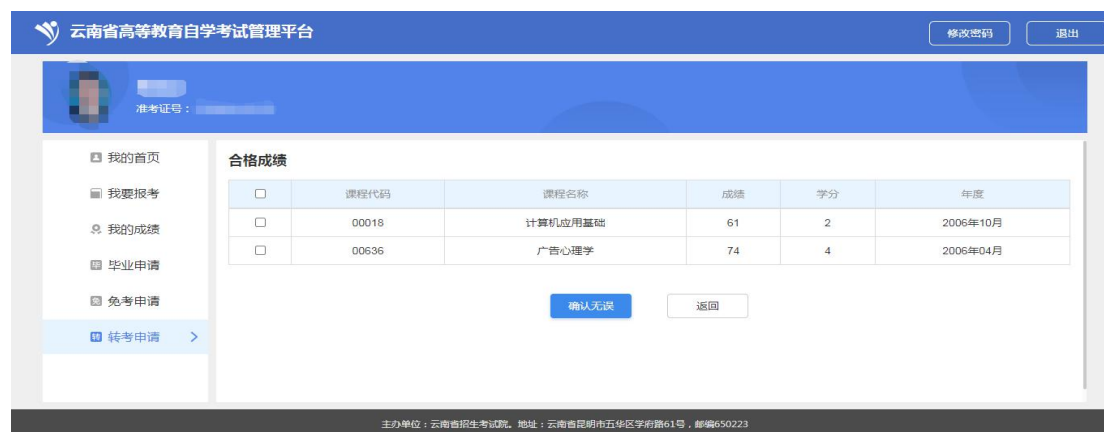 云南省高等教育自学考试管理平台 修改密码 退出
准考证号：
我的首页
我要报考
我的成绩
毕业申请
免考申请
转考申请
合格成绩
课程代码 课程名称 成绩 学分 年度
00018 计算机应用基础 61 2 2006年10月
00636 广告心理学 74 4 2006年04月
确认无误 返回
主办单位：云南省招生考试院。地址：云南省昆明市五华区学府路61号，邮编650223